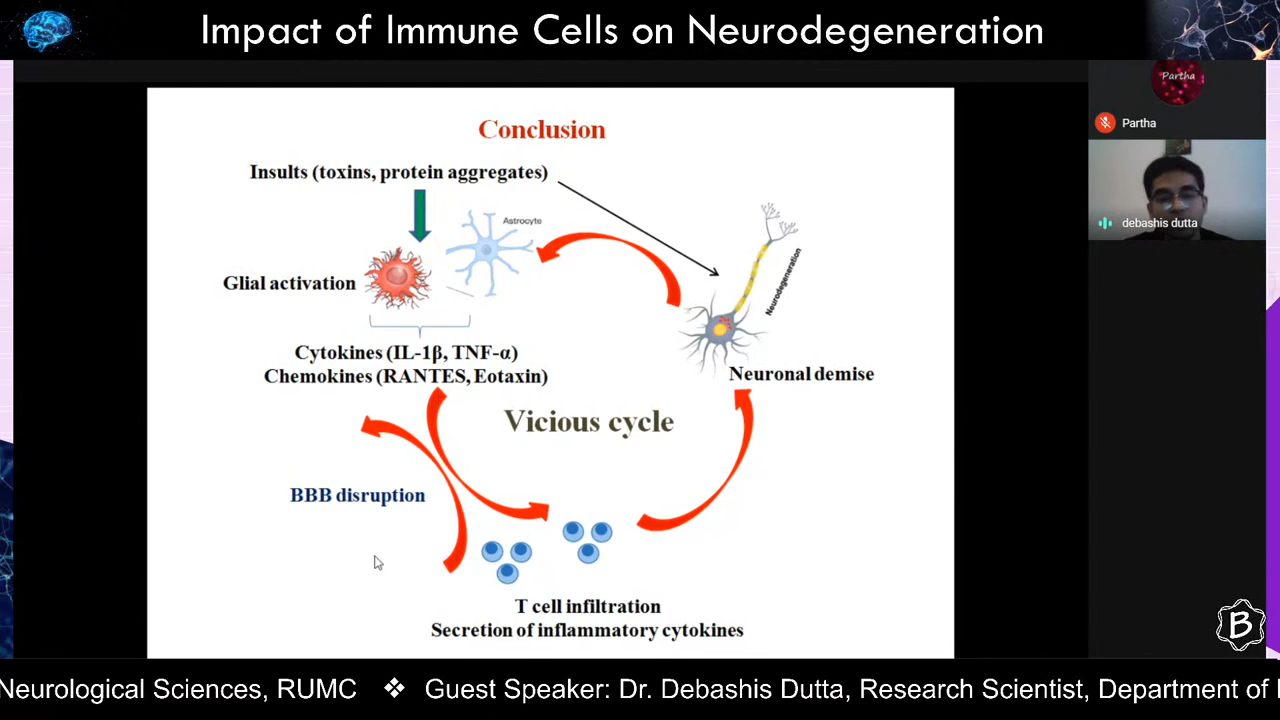 Impact of Immune Cells on Neurodegeneration
Partha
Partha
debashis dutta
Conclusion
Insults (toxins, protein aggregates)
Astrocyte
Glial activation
Neurodegeneration
Cytokines (IL-1β, TNF-α)
Chemokines (RANTES, Eotaxin)
Neuronal demise
Vicious cycle
BBB disruption
T cell infiltration
Secretion of inflammatory cytokines
B
Neurological Sciences, RUMC ❖ Guest Speaker: Dr. Debashis Dutta, Research Scientist, Department of